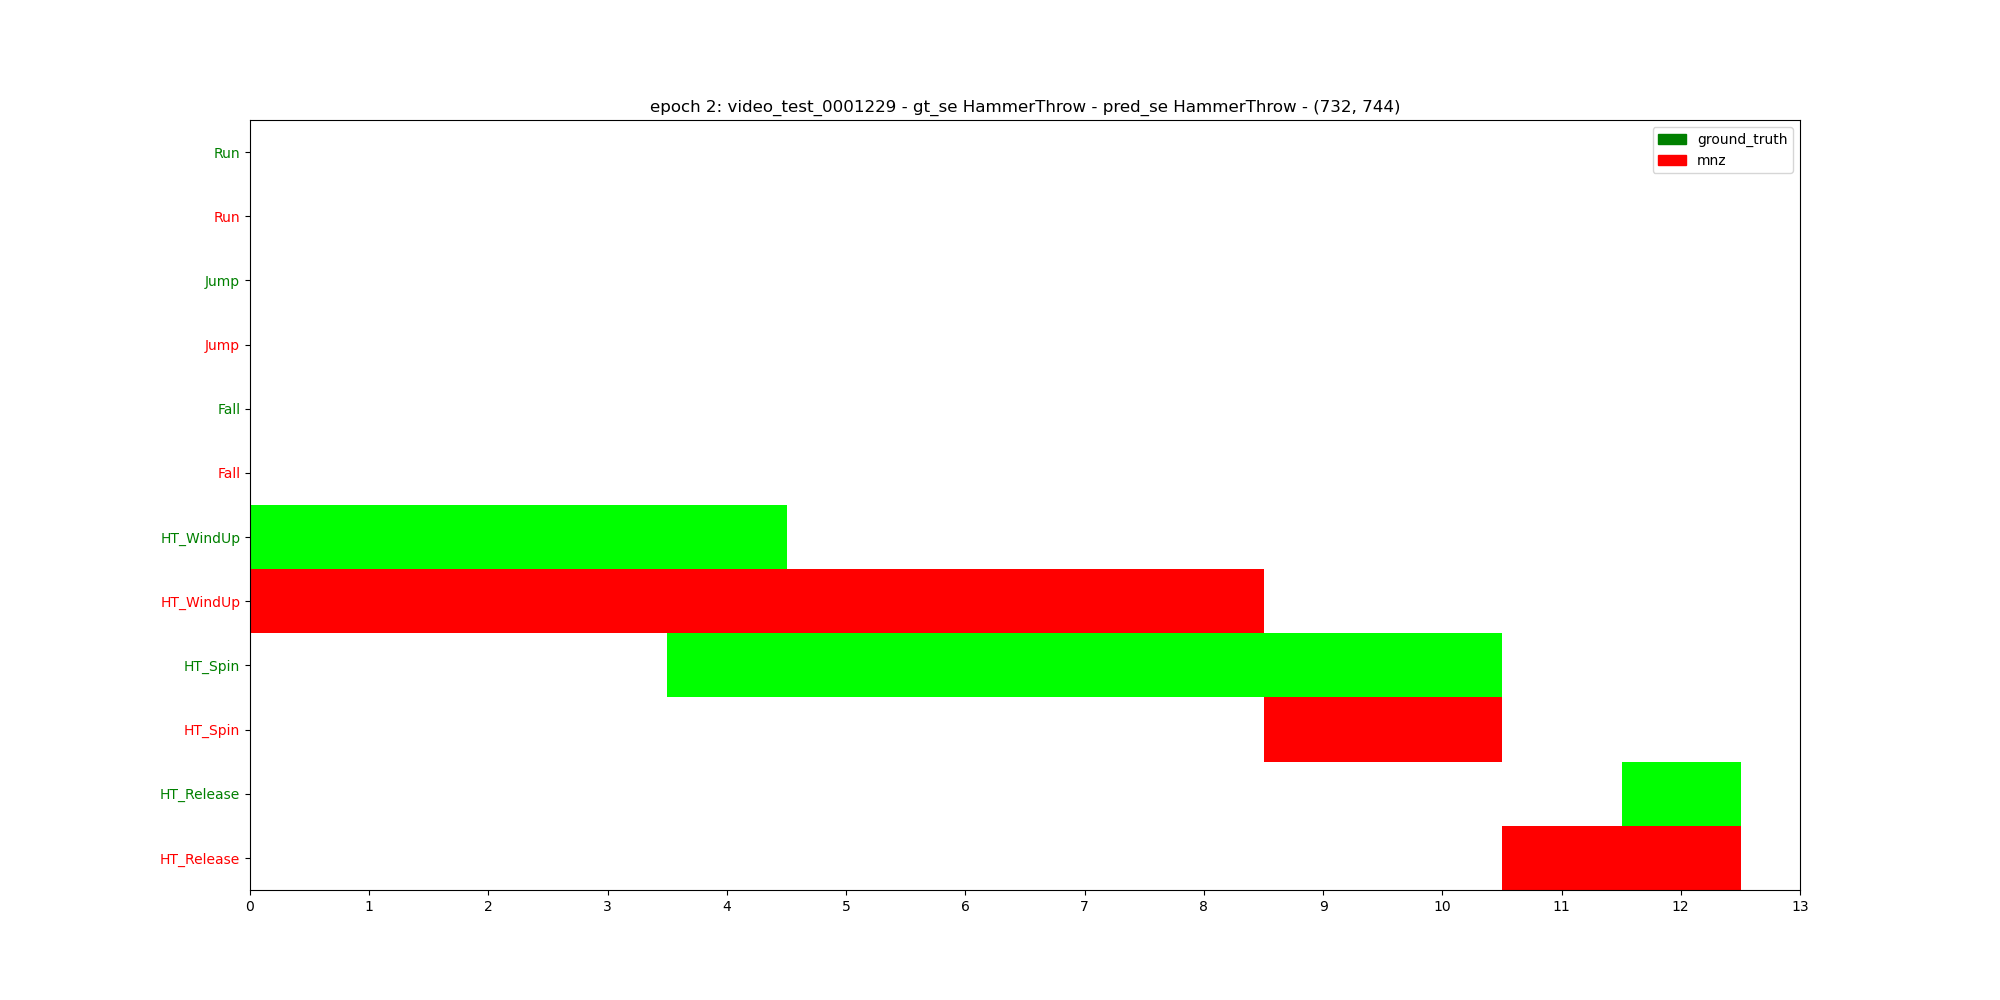 epoch 2: video_test_0001229 - gt_se HammerThrow - pred_se HammerThrow - (732, 744)
ground_truth
mnz
Run
Run
Jump
Jump
Fall
Fall
HT_WindUp
HT_WindUp
HT_Spin
HT_Spin
HT_Release
HT_Release
0 1 2 3 4 5 6 7 8 9 10 11 12 13